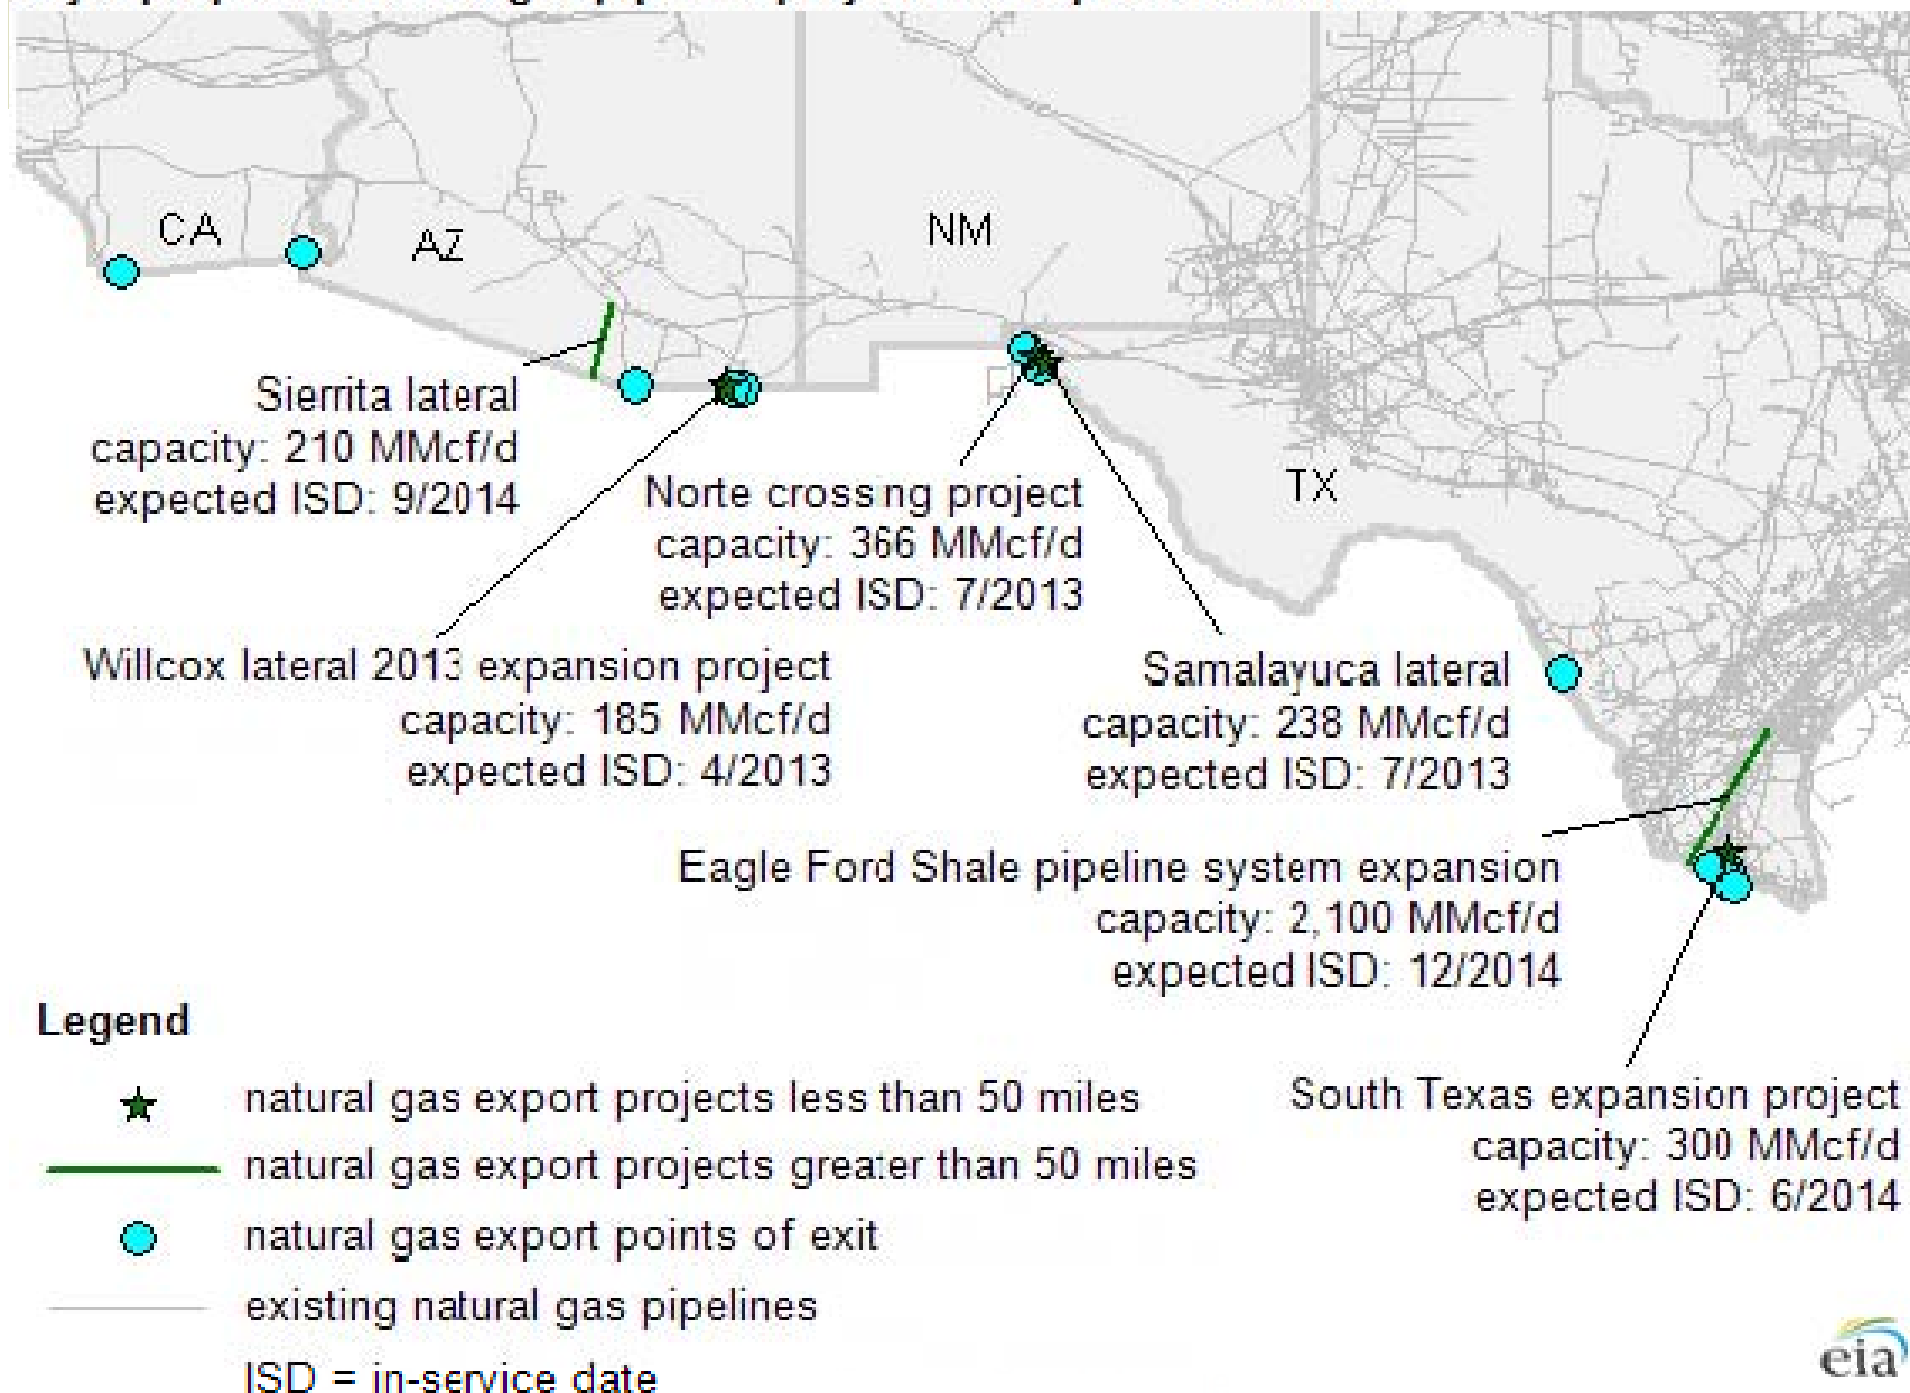 CA
AZ
NM
TX
Sierrita lateral
capacity: 210 MMcf/d
expected ISD: 9/2014
Norte crossing project
capacity: 366 MMcf/d
expected ISD: 7/2013
Willcox lateral 2013 expansion project
capacity: 185 MMcf/d
expected ISD: 4/2013
Samalayuca lateral
capacity: 238 MMcf/d
expected ISD: 7/2013
Eagle Ford Shale pipeline system expansion
capacity: 2,100 MMcf/d
expected ISD: 12/2014
South Texas expansion project
capacity: 300 MMcf/d
expected ISD: 6/2014
Legend
natural gas export projects less than 50 miles
natural gas export projects greater than 50 miles
natural gas export points of exit
existing natural gas pipelines
ISD = in-service date
eia